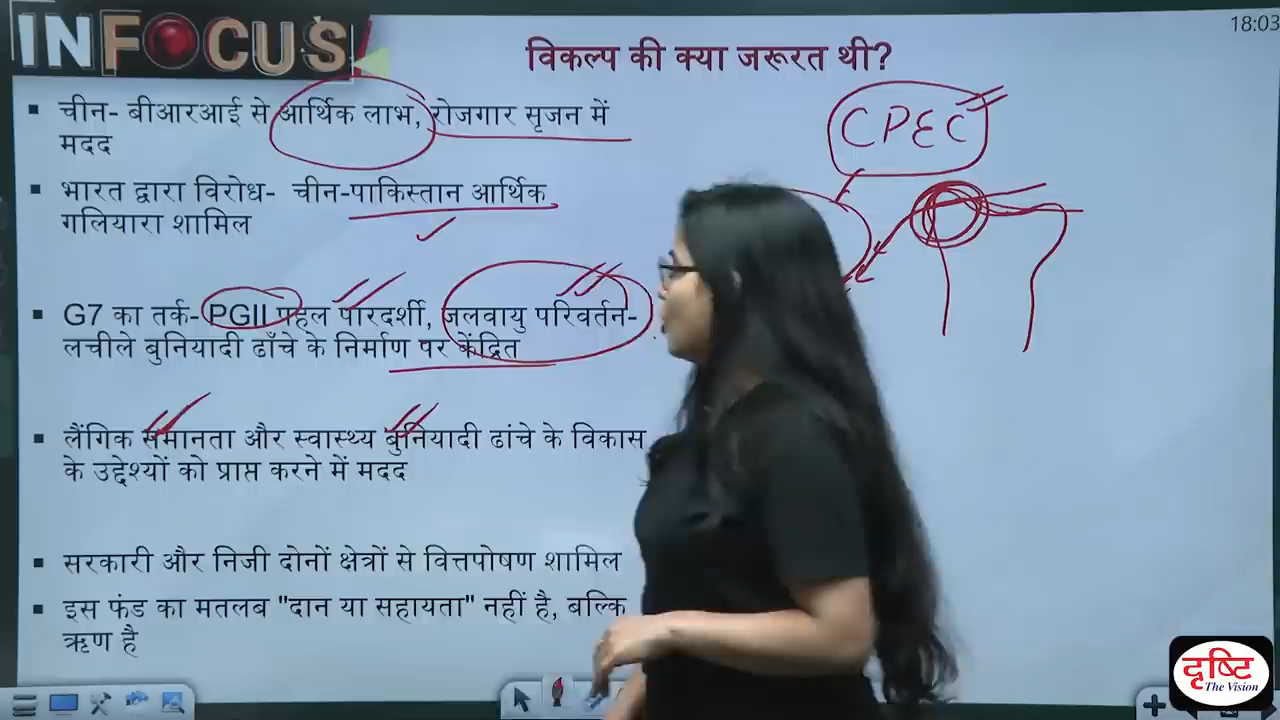 INFOCUS
18:03
विकल्प की क्या जरूरत थी?
CPEC
▪ चीन- बीआरआई से आर्थिक लाभ, रोजगार सृजन में
मदद
▪ भारत द्वारा विरोध- चीन-पाकिस्तान आर्थिक
गलियारा शामिल
▪ G7 का तर्क- PGII पहल पारदर्शी, जलवायु परिवर्तन-
लचीले बुनियादी ढाँचे के निर्माण पर केंद्रित
▪ लैंगिक समानता और स्वास्थ्य बुनियादी ढांचे के विकास
के उद्देश्यों को प्राप्त करने में मदद
▪ सरकारी और निजी दोनों क्षेत्रों से वित्तपोषण शामिल
▪ इस फंड का मतलब "दान या सहायता" नहीं है, बल्कि
ऋण है
दृष्टि
The Vision